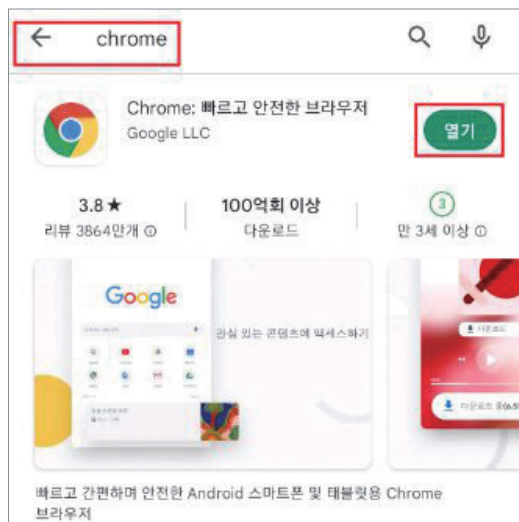 chrome
Chrome: 빠르고 안전한 브라우저
Google LLC
열기
3.8★
리뷰 3864만개 ⓘ
100억회 이상
다운로드
3
만 3세 이상 ⓘ
Google
관심 있는 콘텐츠에 액세스하기
다운로드
빠르고 간편하며 안전한 Android 스마트폰 및 태블릿용 Chrome
브라우저